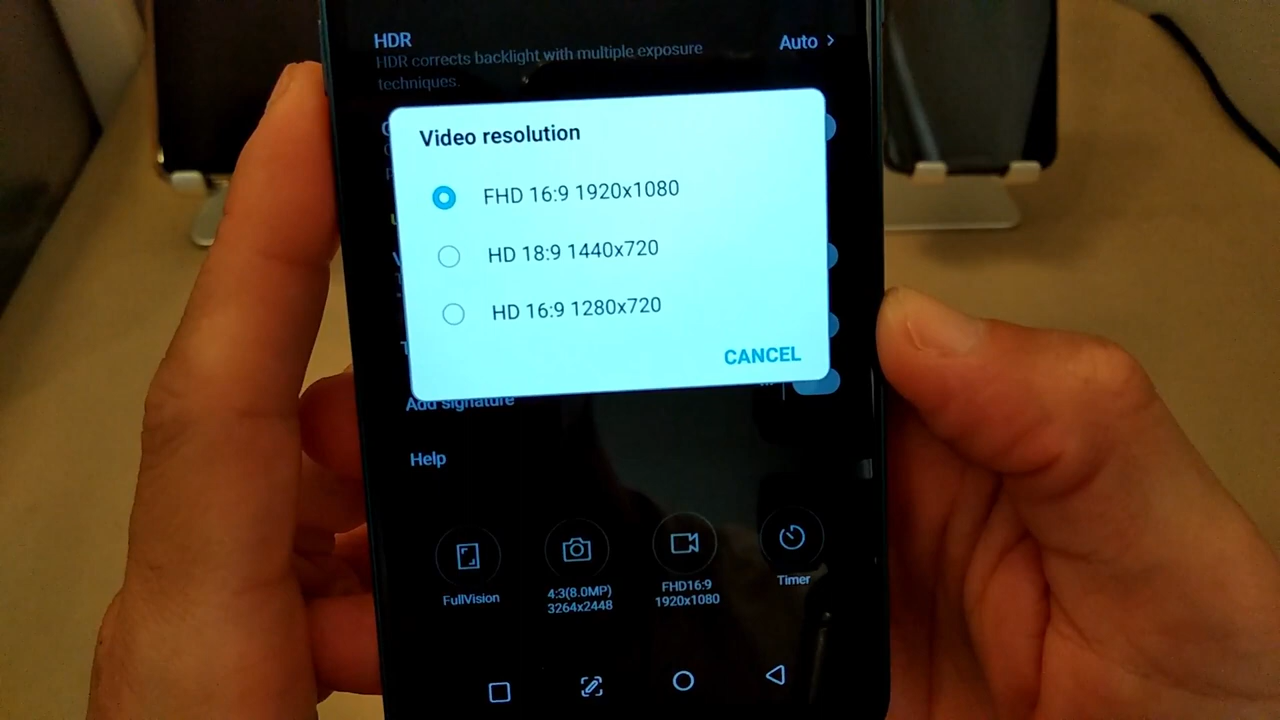 HDR
HDR corrects backlight with multiple exposure
techniques.
Auto >
Video resolution
FHD 16:9 1920x1080
HD 18:9 1440x720
HD 16:9 1280x720
CANCEL
Add signature
Help
FullVision
4:3(8.0MP)
3264x2448
FHD16:9
1920x1080
Timer